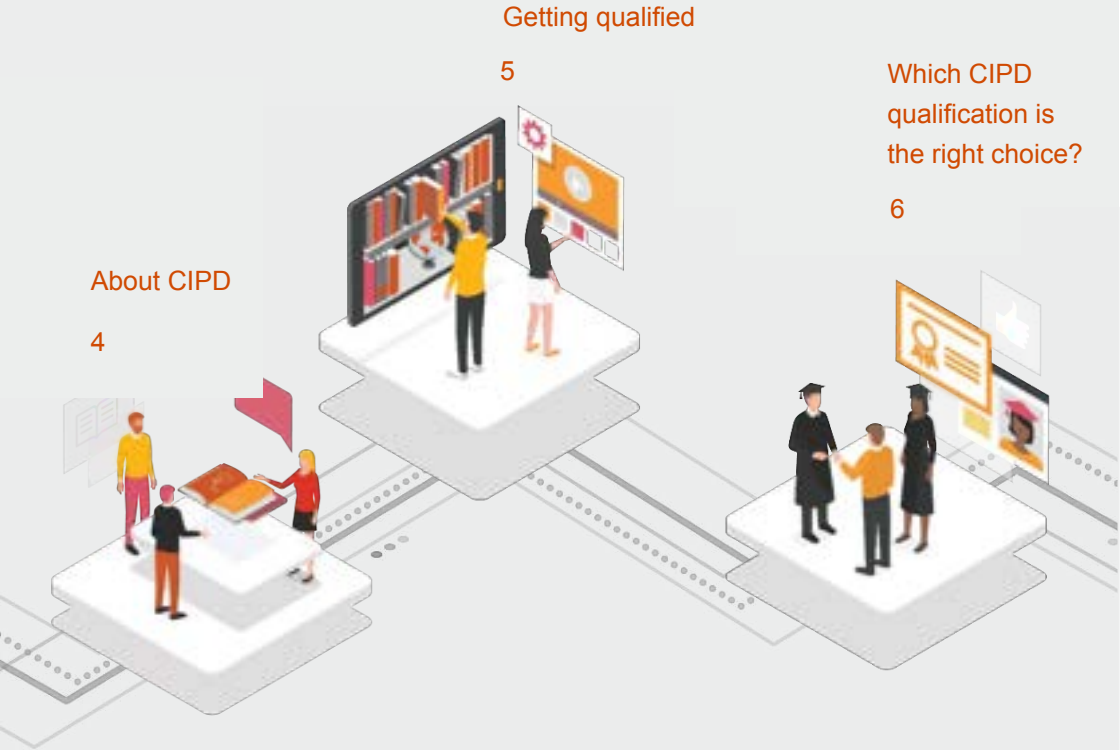 About CIPD
4
Getting qualified
5
Which CIPD
qualification is
the right choice?
6